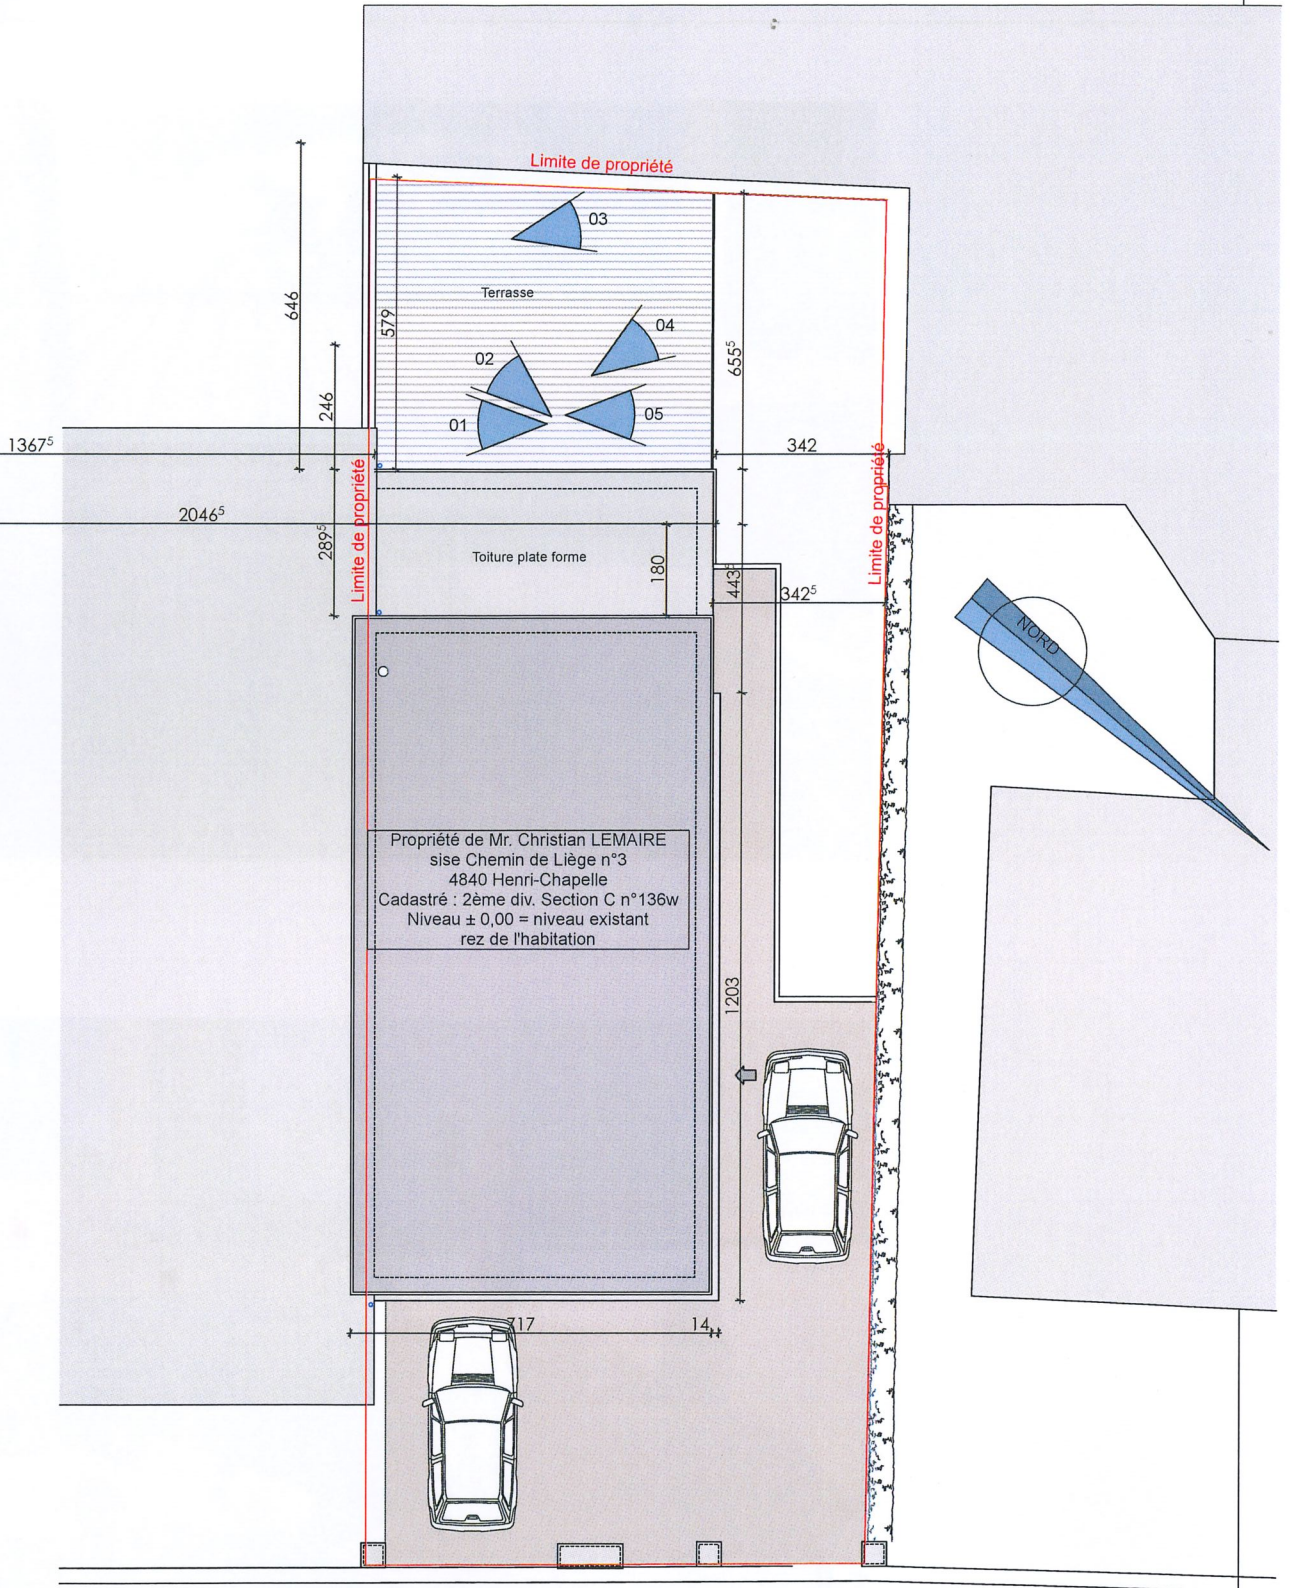 Limite de propriété
03
646
Terrasse
579
04
02
655⁵
246
01
05
1367⁵
342
Limite de propriété
Limite de propriété
2046⁵
289⁵
Toiture plate forme
180
443⁵
342⁵
NORD
Propriété de Mr. Christian LEMAIRE
sise Chemin de Liège n°3
4840 Henri-Chapelle
Cadastré : 2ème div. Section C n°136w
Niveau ± 0,00 = niveau existant
rez de l'habitation
1203
717
14